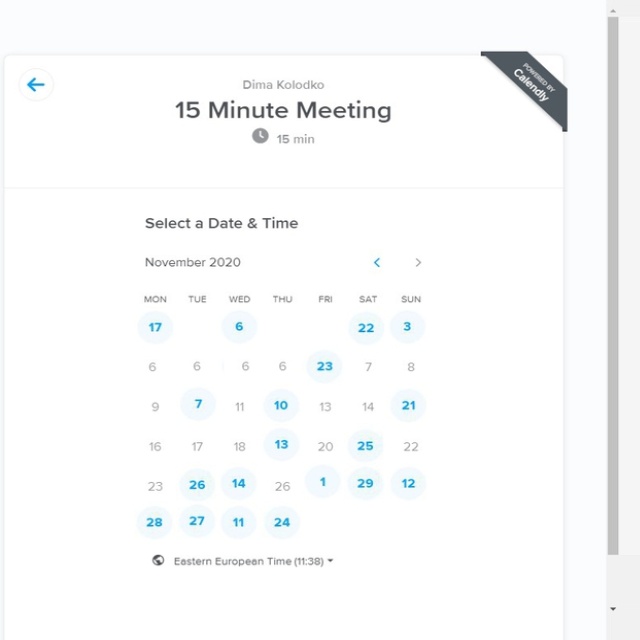 POWERED BY
Calendly
Dima Kolodko
15 Minute Meeting
15 min
Select a Date & Time
November 2020
MON TUE WED THU FRI SAT SUN
17 6 22 3
6 6 6 6 23 7 8
9 7 11 10 13 14 21
16 17 18 13 20 25 22
23 26 14 26 1 29 12
28 27 11 24
Eastern European Time (11:38)